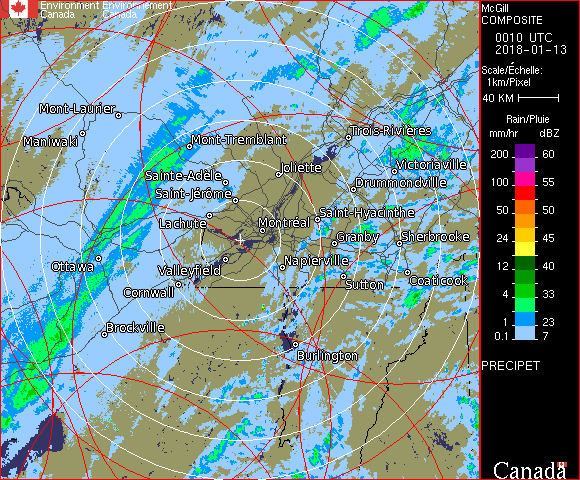 Environment Environnement
Canada Canada
McGill
COMPOSITE
0010 UTC
2018-01-13
Scale/Échelle:
1km/Pixel
40 KM
Rain/Pluie
mm/hr dBZ
200 60
100 55
50 50
24 45
12 40
4 33
1 23
0.1 7
PRECIPET
Canada
Mont-Laurier
Maniwaki
Mont-Tremblant
Trois-Rivières
Joliette
Victoriaville
Sainte-Adèle
Drummondville
Saint-Jérôme
Saint-Hyacinthe
Lachute
Montréal
Granby
Sherbrooke
Ottawa
Valleyfield
Napierville
Cornwall
Sutton
Coaticook
Brockville
Burlington